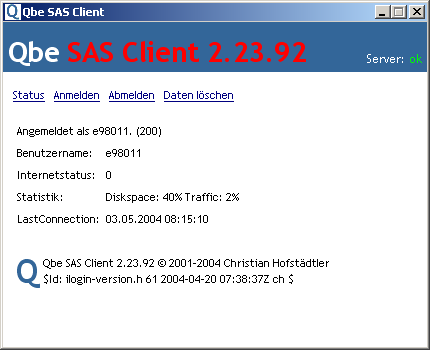 Qbe SAS Client
Qbe SAS Client 2.23.92
Server: ok
Status Anmelden Abmelden Daten löschen
Angemeldet als e98011. (200)
Benutzername: e98011
Internetstatus: 0
Statistik: Diskspace: 40% Traffic: 2%
LastConnection: 03.05.2004 08:15:10
Q Qbe SAS Client 2.23.92 © 2001-2004 Christian Hofstädtler
$Id: ilogin-version.h 61 2004-04-20 07:38:37Z ch $